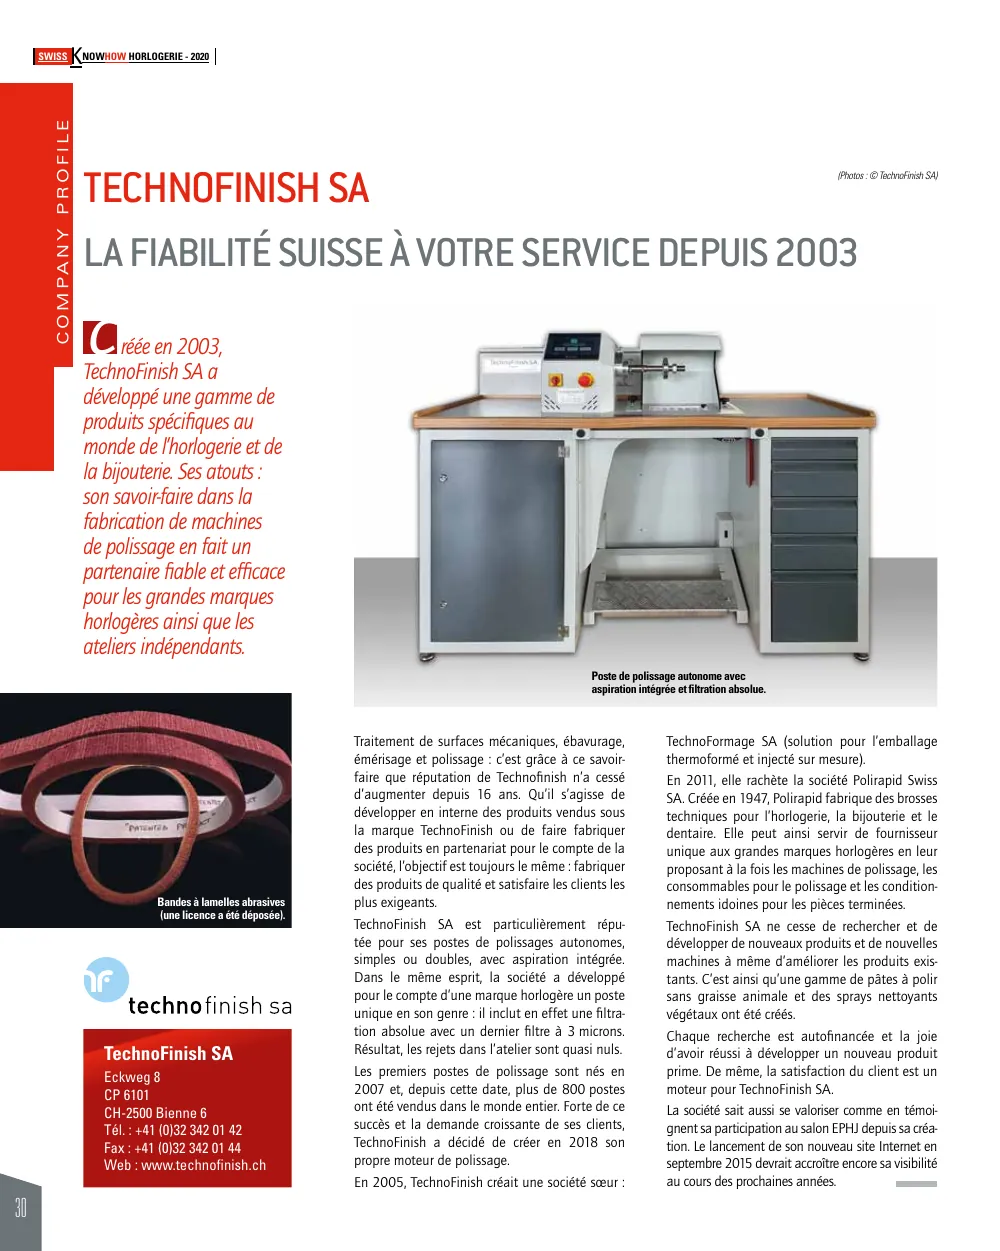 SWISS KNOWHOW HORLOGERIE - 2020
COMPANY PROFILE
TECHNOFINISH SA
(Photos : © TechnoFinish SA)
LA FIABILITÉ SUISSE À VOTRE SERVICE DEPUIS 2003
Créée en 2003,
TechnoFinish SA a
développé une gamme de
produits spécifiques au
monde de l'horlogerie et de
la bijouterie. Ses atouts :
son savoir-faire dans la
fabrication de machines
de polissage en fait un
partenaire fiable et efficace
pour les grandes marques
horlogères ainsi que les
ateliers indépendants.
TECHNOFINISH SA
Poste de polissage autonome avec
aspiration intégrée et filtration absolue.
"PATENTED PRODUCT"
Bandes à lamelles abrasives
(une licence a été déposée).
technofinish sa
TechnoFinish SA
Eckweg 8
CP 6101
CH-2500 Bienne 6
Tél. : +41 (0)32 342 01 42
Fax : +41 (0)32 342 01 44
Web : www.technofinish.ch
Traitement de surfaces mécaniques, ébavurage,
émérisage et polissage : c'est grâce à ce savoir-
faire que réputation de Technofinish n'a cessé
d'augmenter depuis 16 ans. Qu'il s'agisse de
développer en interne des produits vendus sous
la marque TechnoFinish ou de faire fabriquer
des produits en partenariat pour le compte de la
société, l'objectif est toujours le même : fabriquer
des produits de qualité et satisfaire les clients les
plus exigeants.
TechnoFinish SA est particulièrement répu-
tée pour ses postes de polissages autonomes,
simples ou doubles, avec aspiration intégrée.
Dans le même esprit, la société a développé
pour le compte d'une marque horlogère un poste
unique en son genre : il inclut en effet une filtra-
tion absolue avec un dernier filtre à 3 microns.
Résultat, les rejets dans l'atelier sont quasi nuls.
Les premiers postes de polissage sont nés en
2007 et, depuis cette date, plus de 800 postes
ont été vendus dans le monde entier. Forte de ce
succès et la demande croissante de ses clients,
TechnoFinish a décidé de créer en 2018 son
propre moteur de polissage.
En 2005, TechnoFinish créait une société sœur :
TechnoFormage SA (solution pour l'emballage
thermoformé et injecté sur mesure).
En 2011, elle rachète la société Polirapid Swiss
SA. Créée en 1947, Polirapid fabrique des brosses
techniques pour l'horlogerie, la bijouterie et le
dentaire. Elle peut ainsi servir de fournisseur
unique aux grandes marques horlogères en leur
proposant à la fois les machines de polissage, les
consommables pour le polissage et les condition-
nements idoines pour les pièces terminées.
TechnoFinish SA ne cesse de rechercher et de
développer de nouveaux produits et de nouvelles
machines à même d'améliorer les produits exis-
tants. C'est ainsi qu'une gamme de pâtes à polir
sans graisse animale et des sprays nettoyants
végétaux ont été créés.
Chaque recherche est autofinancée et la joie
d'avoir réussi à développer un nouveau produit
prime. De même, la satisfaction du client est un
moteur pour TechnoFinish SA.
La société sait aussi se valoriser comme en témoi-
gnent sa participation au salon EPHJ depuis sa créa-
tion. Le lancement de son nouveau site Internet en
septembre 2015 devrait accroître encore sa visibilité
au cours des prochaines années.
30